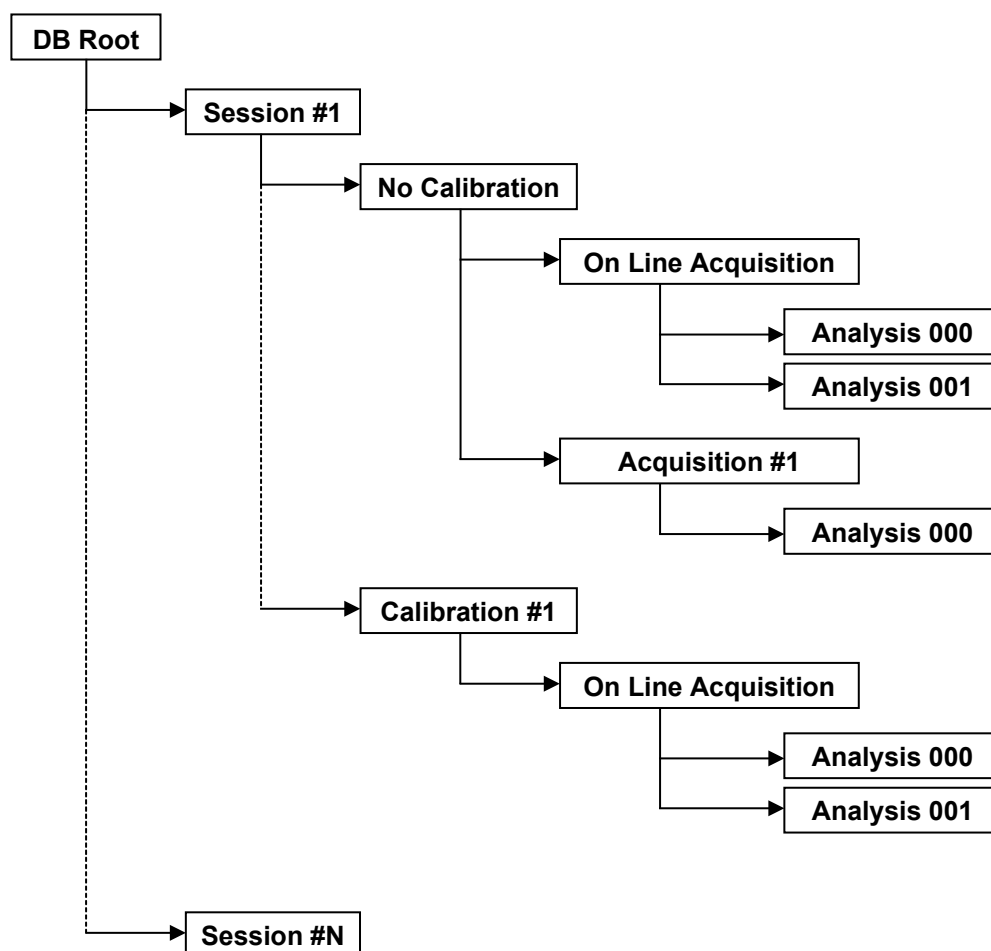 DB Root
Session #1
No Calibration
On Line Acquisition
Analysis 000
Analysis 001
Acquisition #1
Analysis 000
Calibration #1
On Line Acquisition
Analysis 000
Analysis 001
Session #N